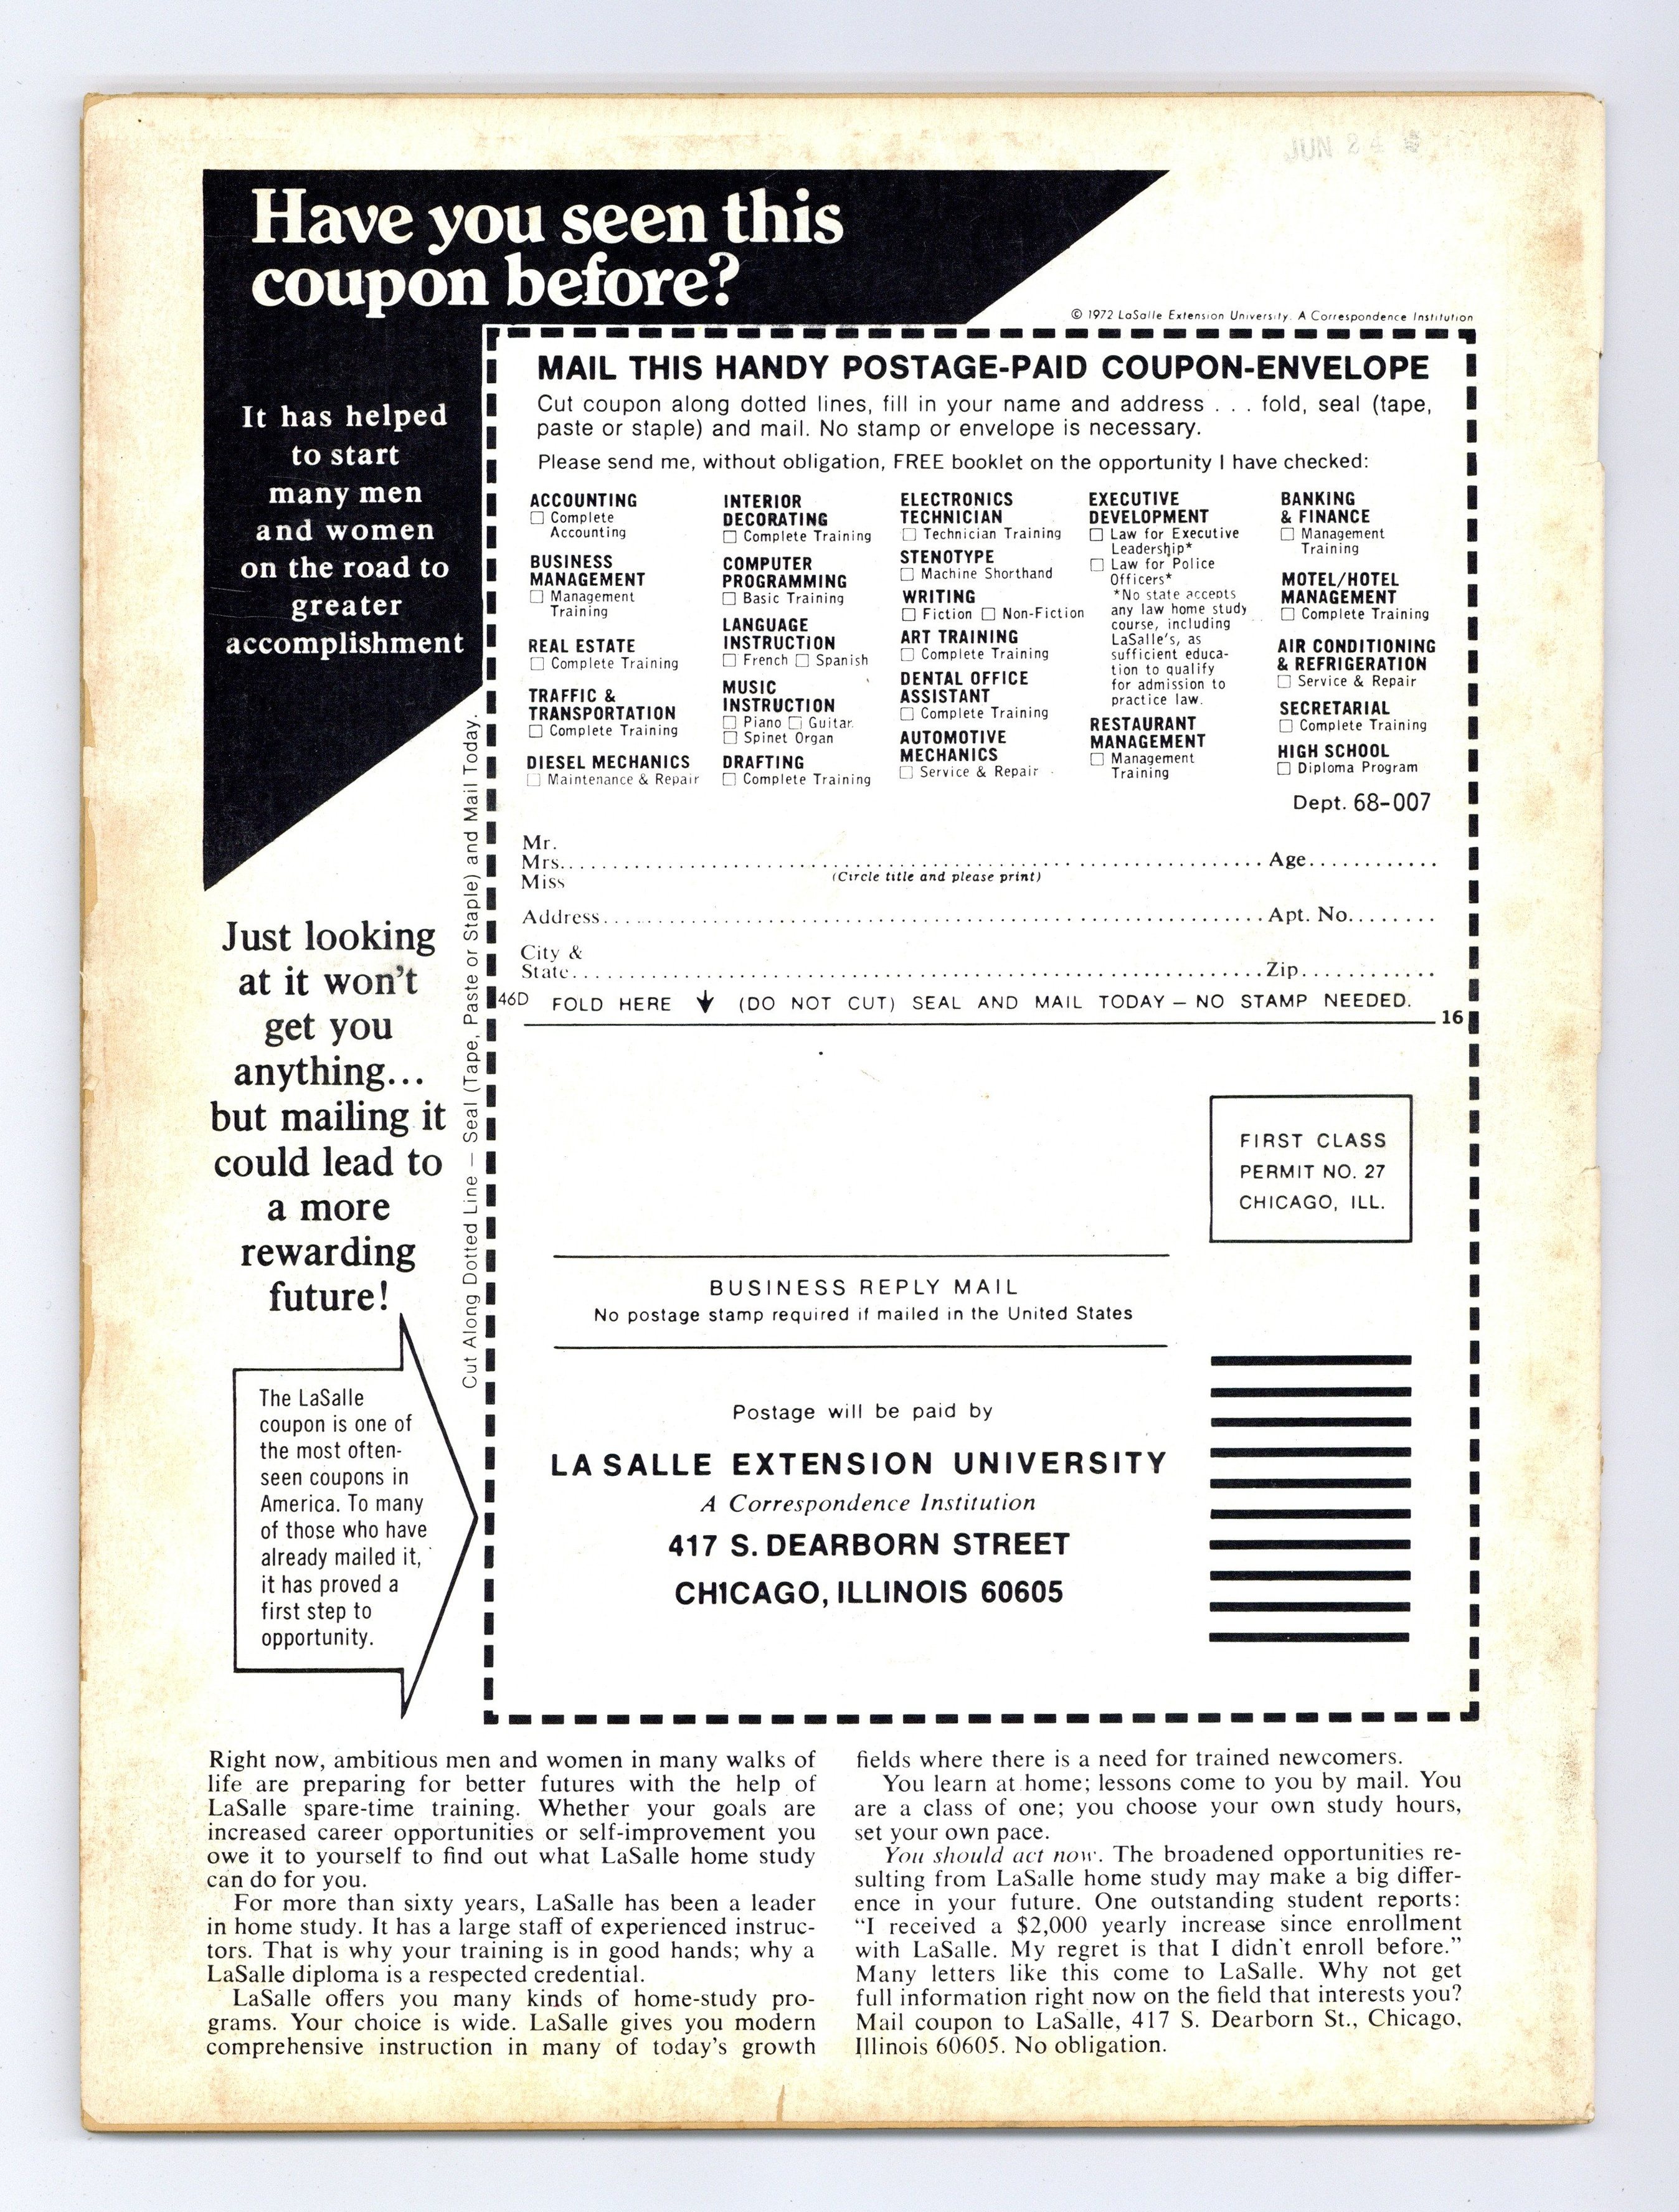 JUN 24
Have you seen this
coupon before?
© 1972 LaSalle Extension University. A Correspondence Institution
It has helped
to start
many men
and women
on the road to
greater
accomplishment
Just looking
at it won't
get you
anything...
but mailing it
could lead to
a more
rewarding
future!
The LaSalle
coupon is one of
the most often-
seen coupons in
America. To many
of those who have
already mailed it,
it has proved a
first step to
opportunity.
Cut Along Dotted Line — Seal (Tape, Paste or Staple) and Mail Today.
MAIL THIS HANDY POSTAGE-PAID COUPON-ENVELOPE
Cut coupon along dotted lines, fill in your name and address . . . fold, seal (tape,
paste or staple) and mail. No stamp or envelope is necessary.
Please send me, without obligation, FREE booklet on the opportunity I have checked:
ACCOUNTING
☐ Complete
Accounting
BUSINESS
MANAGEMENT
☐ Management
Training
REAL ESTATE
☐ Complete Training
TRAFFIC &
TRANSPORTATION
☐ Complete Training
DIESEL MECHANICS
☐ Maintenance & Repair
INTERIOR
DECORATING
☐ Complete Training
COMPUTER
PROGRAMMING
☐ Basic Training
LANGUAGE
INSTRUCTION
☐ French ☐ Spanish
MUSIC
INSTRUCTION
☐ Piano ☐ Guitar
☐ Spinet Organ
DRAFTING
☐ Complete Training
ELECTRONICS
TECHNICIAN
☐ Technician Training
STENOTYPE
☐ Machine Shorthand
WRITING
☐ Fiction ☐ Non-Fiction
ART TRAINING
☐ Complete Training
DENTAL OFFICE
ASSISTANT
☐ Complete Training
AUTOMOTIVE
MECHANICS
☐ Service & Repair
EXECUTIVE
DEVELOPMENT
☐ Law for Executive
Leadership*
☐ Law for Police
Officers*
*No state accepts
any law home study
course, including
LaSalle's, as
sufficient educa-
tion to qualify
for admission to
practice law.
RESTAURANT
MANAGEMENT
☐ Management
Training
BANKING
& FINANCE
☐ Management
Training
MOTEL/HOTEL
MANAGEMENT
☐ Complete Training
AIR CONDITIONING
& REFRIGERATION
☐ Service & Repair
SECRETARIAL
☐ Complete Training
HIGH SCHOOL
☐ Diploma Program
Dept. 68-007
Mr.
Mrs. Age
Miss (Circle title and please print)
Address Apt. No.
City &
State Zip
46D FOLD HERE ↓ (DO NOT CUT) SEAL AND MAIL TODAY — NO STAMP NEEDED.
16
FIRST CLASS
PERMIT NO. 27
CHICAGO, ILL.
BUSINESS REPLY MAIL
No postage stamp required if mailed in the United States
Postage will be paid by
LA SALLE EXTENSION UNIVERSITY
A Correspondence Institution
417 S. DEARBORN STREET
CHICAGO, ILLINOIS 60605
Right now, ambitious men and women in many walks of
life are preparing for better futures with the help of
LaSalle spare-time training. Whether your goals are
increased career opportunities or self-improvement you
owe it to yourself to find out what LaSalle home study
can do for you.
For more than sixty years, LaSalle has been a leader
in home study. It has a large staff of experienced instruc-
tors. That is why your training is in good hands; why a
LaSalle diploma is a respected credential.
LaSalle offers you many kinds of home-study pro-
grams. Your choice is wide. LaSalle gives you modern
comprehensive instruction in many of today's growth
fields where there is a need for trained newcomers.
You learn at home; lessons come to you by mail. You
are a class of one; you choose your own study hours,
set your own pace.
You should act now. The broadened opportunities re-
sulting from LaSalle home study may make a big differ-
ence in your future. One outstanding student reports:
“I received a $2,000 yearly increase since enrollment
with LaSalle. My regret is that I didn't enroll before.”
Many letters like this come to LaSalle. Why not get
full information right now on the field that interests you?
Mail coupon to LaSalle, 417 S. Dearborn St., Chicago,
Illinois 60605. No obligation.